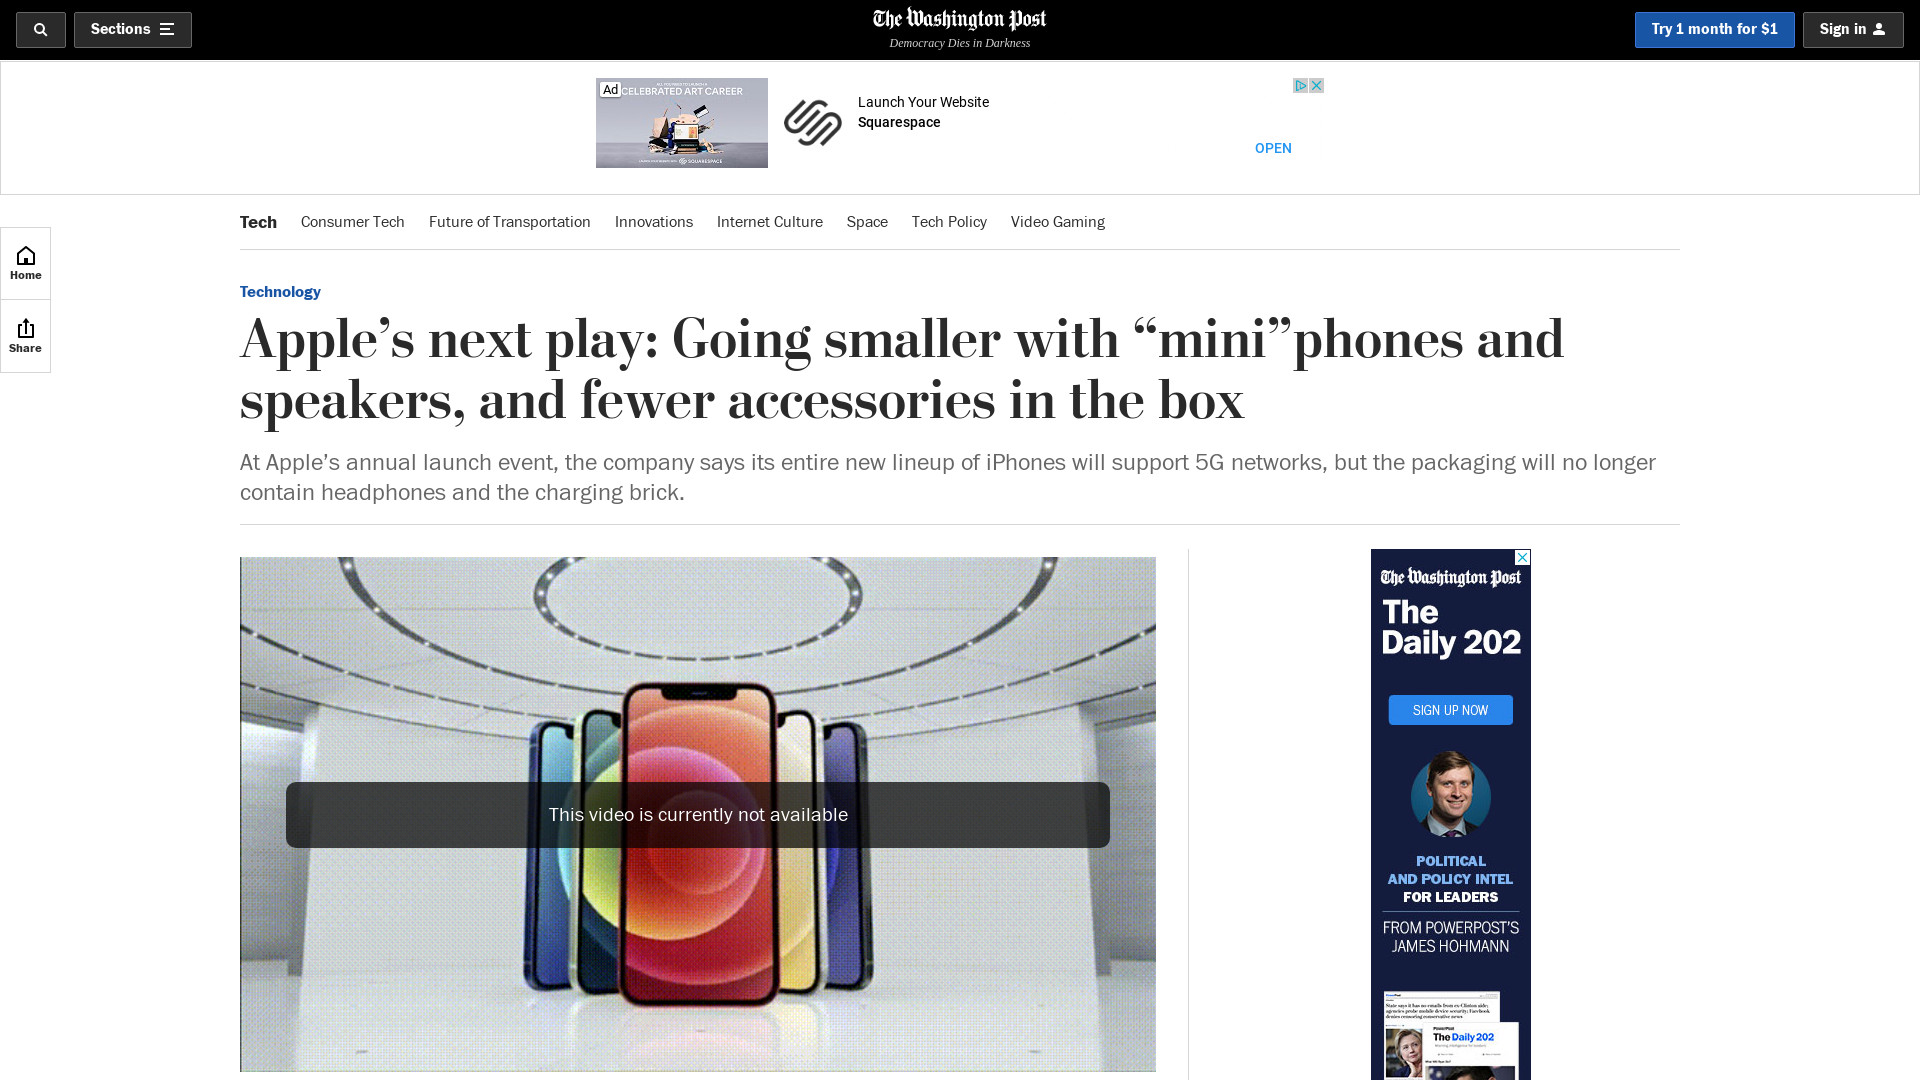 Sections
The Washington Post
Democracy Dies in Darkness
Try 1 month for $1
Sign in
Ad
CELEBRATED ART CAREER
SQUARESPACE
Launch Your Website
Squarespace
OPEN
Home
Share
Tech
Consumer Tech
Future of Transportation
Innovations
Internet Culture
Space
Tech Policy
Video Gaming
Technology
Apple’s next play: Going smaller with “mini”phones and
speakers, and fewer accessories in the box
At Apple’s annual launch event, the company says its entire new lineup of iPhones will support 5G networks, but the packaging will no longer
contain headphones and the charging brick.
This video is currently not available
The Washington Post
The
Daily 202
SIGN UP NOW
POLITICAL
AND POLICY INTEL
FOR LEADERS
FROM POWERPOST’S
JAMES HOHMANN
PowerPost
The Daily 202